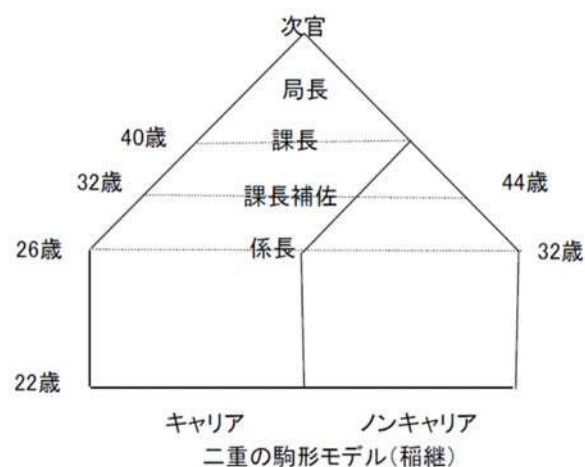 次官
局長
40歳 課長
32歳 課長補佐 44歳
26歳 係長 32歳
22歳
キャリア ノンキャリア
二重の駒形モデル(稲継)